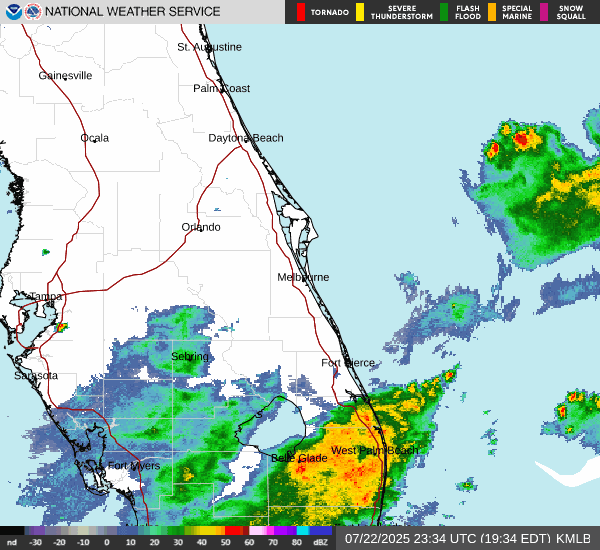 NATIONAL WEATHER SERVICE
TORNADO
SEVERE THUNDERSTORM
FLASH FLOOD
SPECIAL MARINE
SNOW SQUALL
St. Augustine
Gainesville
Palm Coast
Ocala
Daytona Beach
Orlando
Melbourne
Tampa
Sebring
Fort Pierce
Sarasota
West Palm Beach
Belle Glade
Fort Myers
nd -30 -20 -10 0 10 20 30 40 50 60 70 80 dBZ
07/22/2025 23:34 UTC (19:34 EDT) KMLB